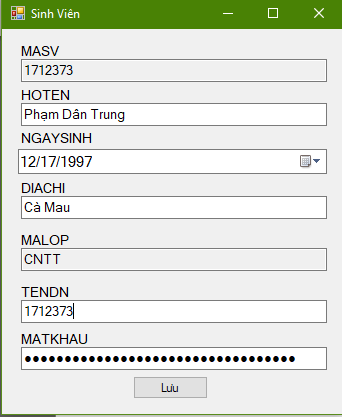 Sinh Viên
MASV
1712373
HOTEN
Phạm Dân Trung
NGAYSINH
12/17/1997
DIACHI
Cà Mau
MALOP
CNTT
TENDN
1712373
MATKHAU
●●●●●●●●●●●●●●●●●●●●●●●●●●●●●●●●●●
Lưu